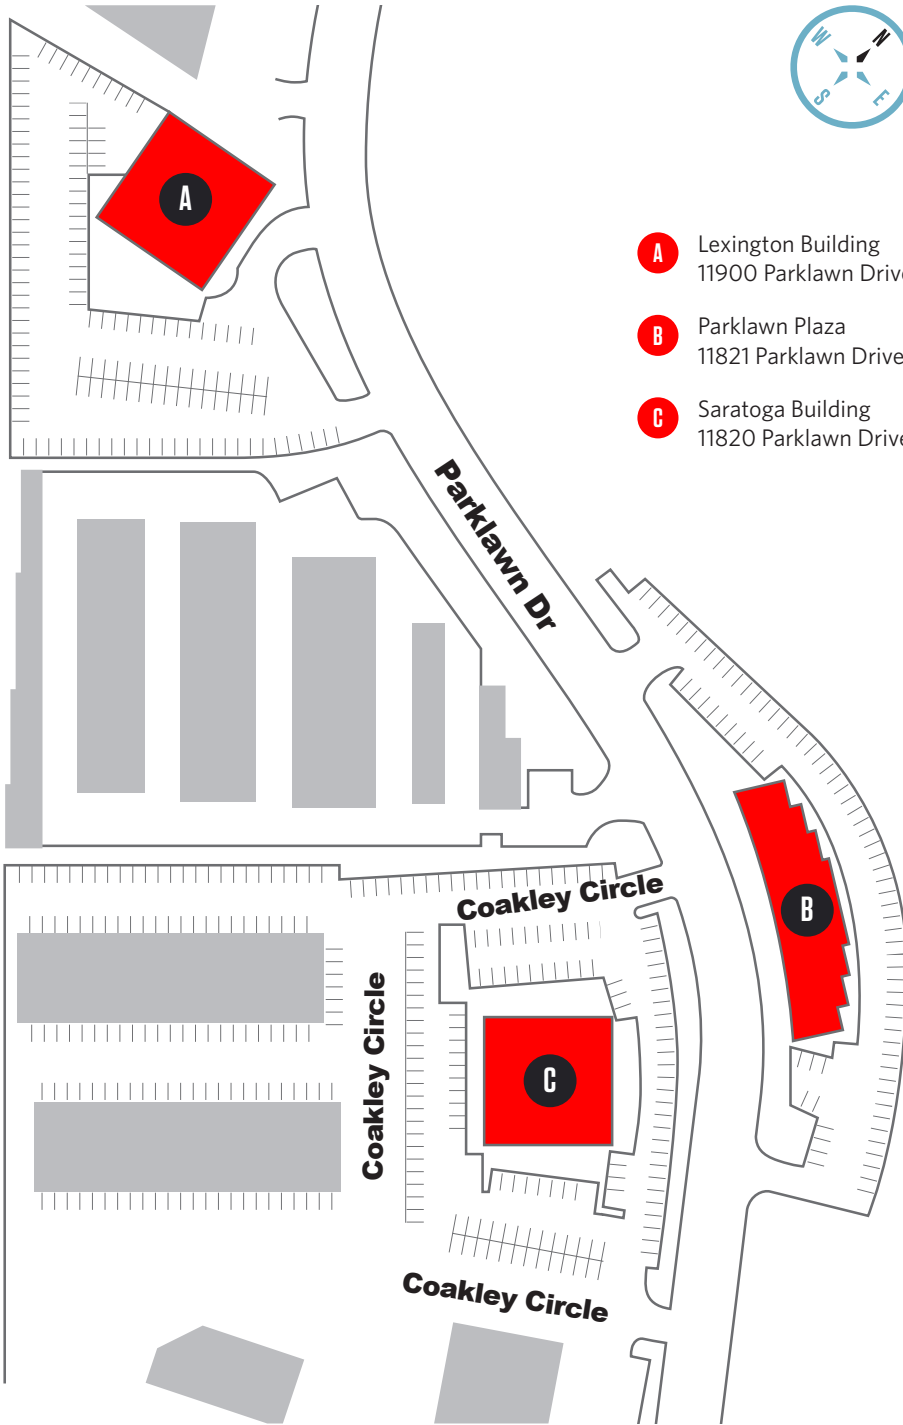 W
N
S
E
A
A
Lexington Building
11900 Parklawn Drive
B
Parklawn Plaza
11821 Parklawn Drive
C
Saratoga Building
11820 Parklawn Drive
Parklawn Dr
Coakley Circle
B
Coakley Circle
C
Coakley Circle